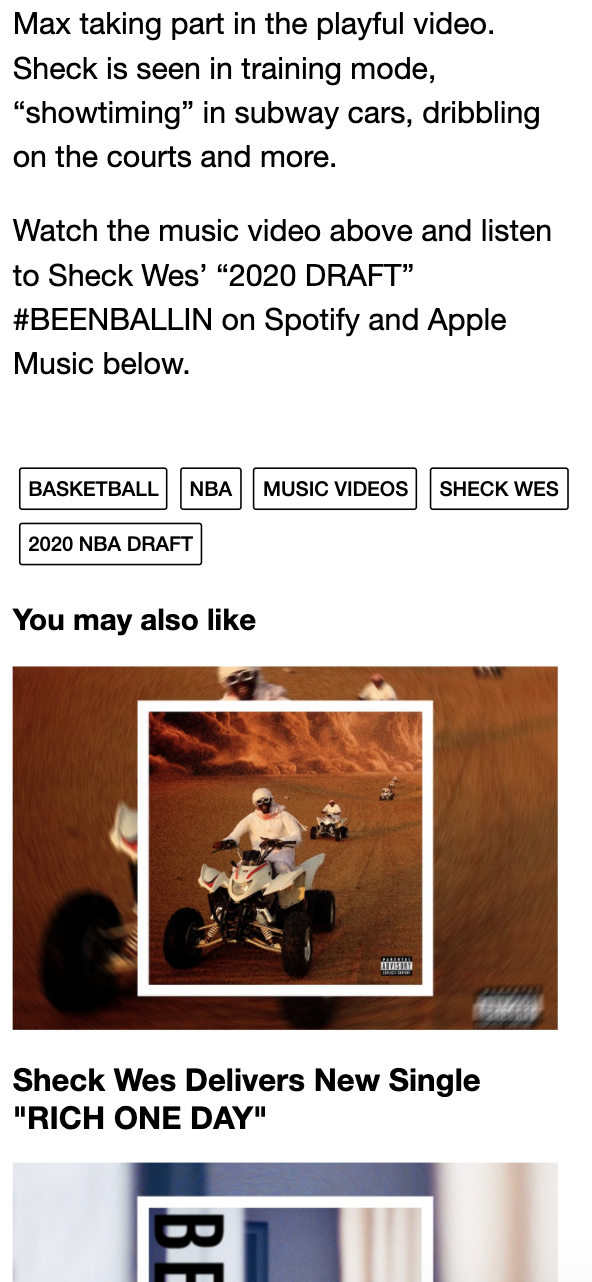 Max taking part in the playful video.
Sheck is seen in training mode,
“showtiming” in subway cars, dribbling
on the courts and more.
Watch the music video above and listen
to Sheck Wes’ “2020 DRAFT”
#BEENBALLIN on Spotify and Apple
Music below.
BASKETBALL NBA MUSIC VIDEOS SHECK WES
2020 NBA DRAFT
You may also like
PARENTAL
ADVISORY
EXPLICIT CONTENT
Sheck Wes Delivers New Single
"RICH ONE DAY"
BE